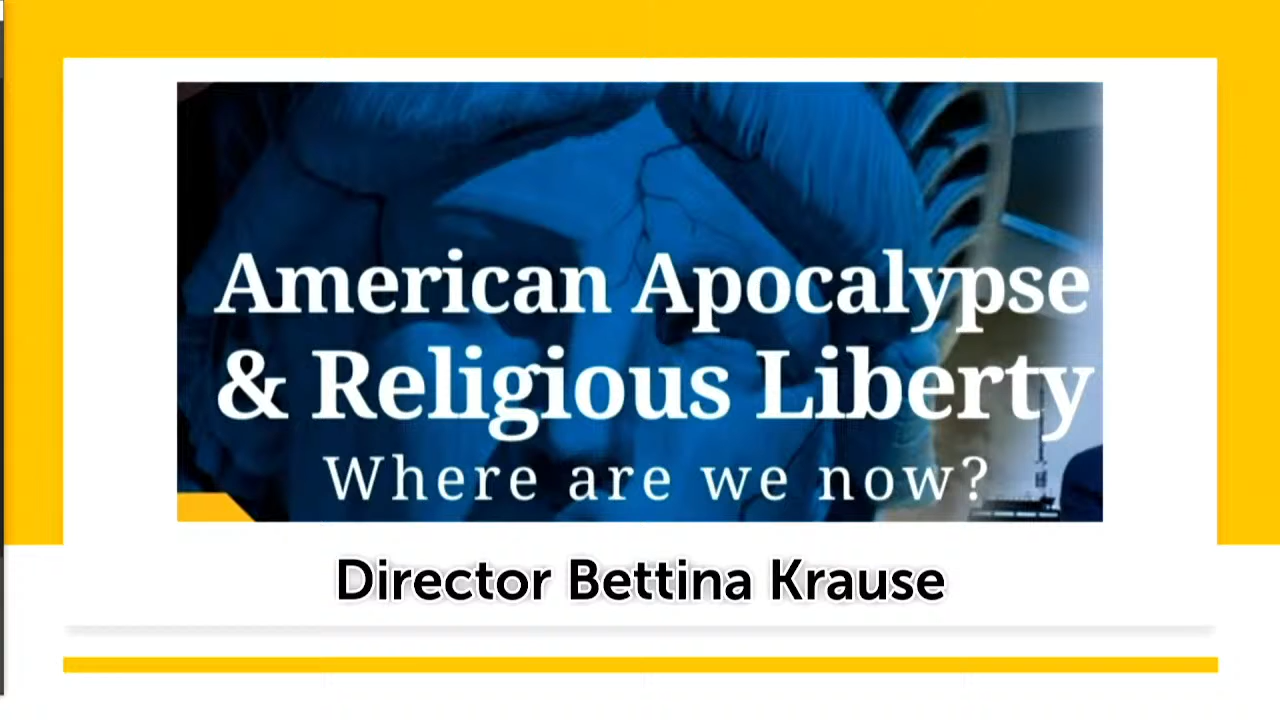 American Apocalypse
& Religious Liberty
Where are we now?
Director Bettina Krause